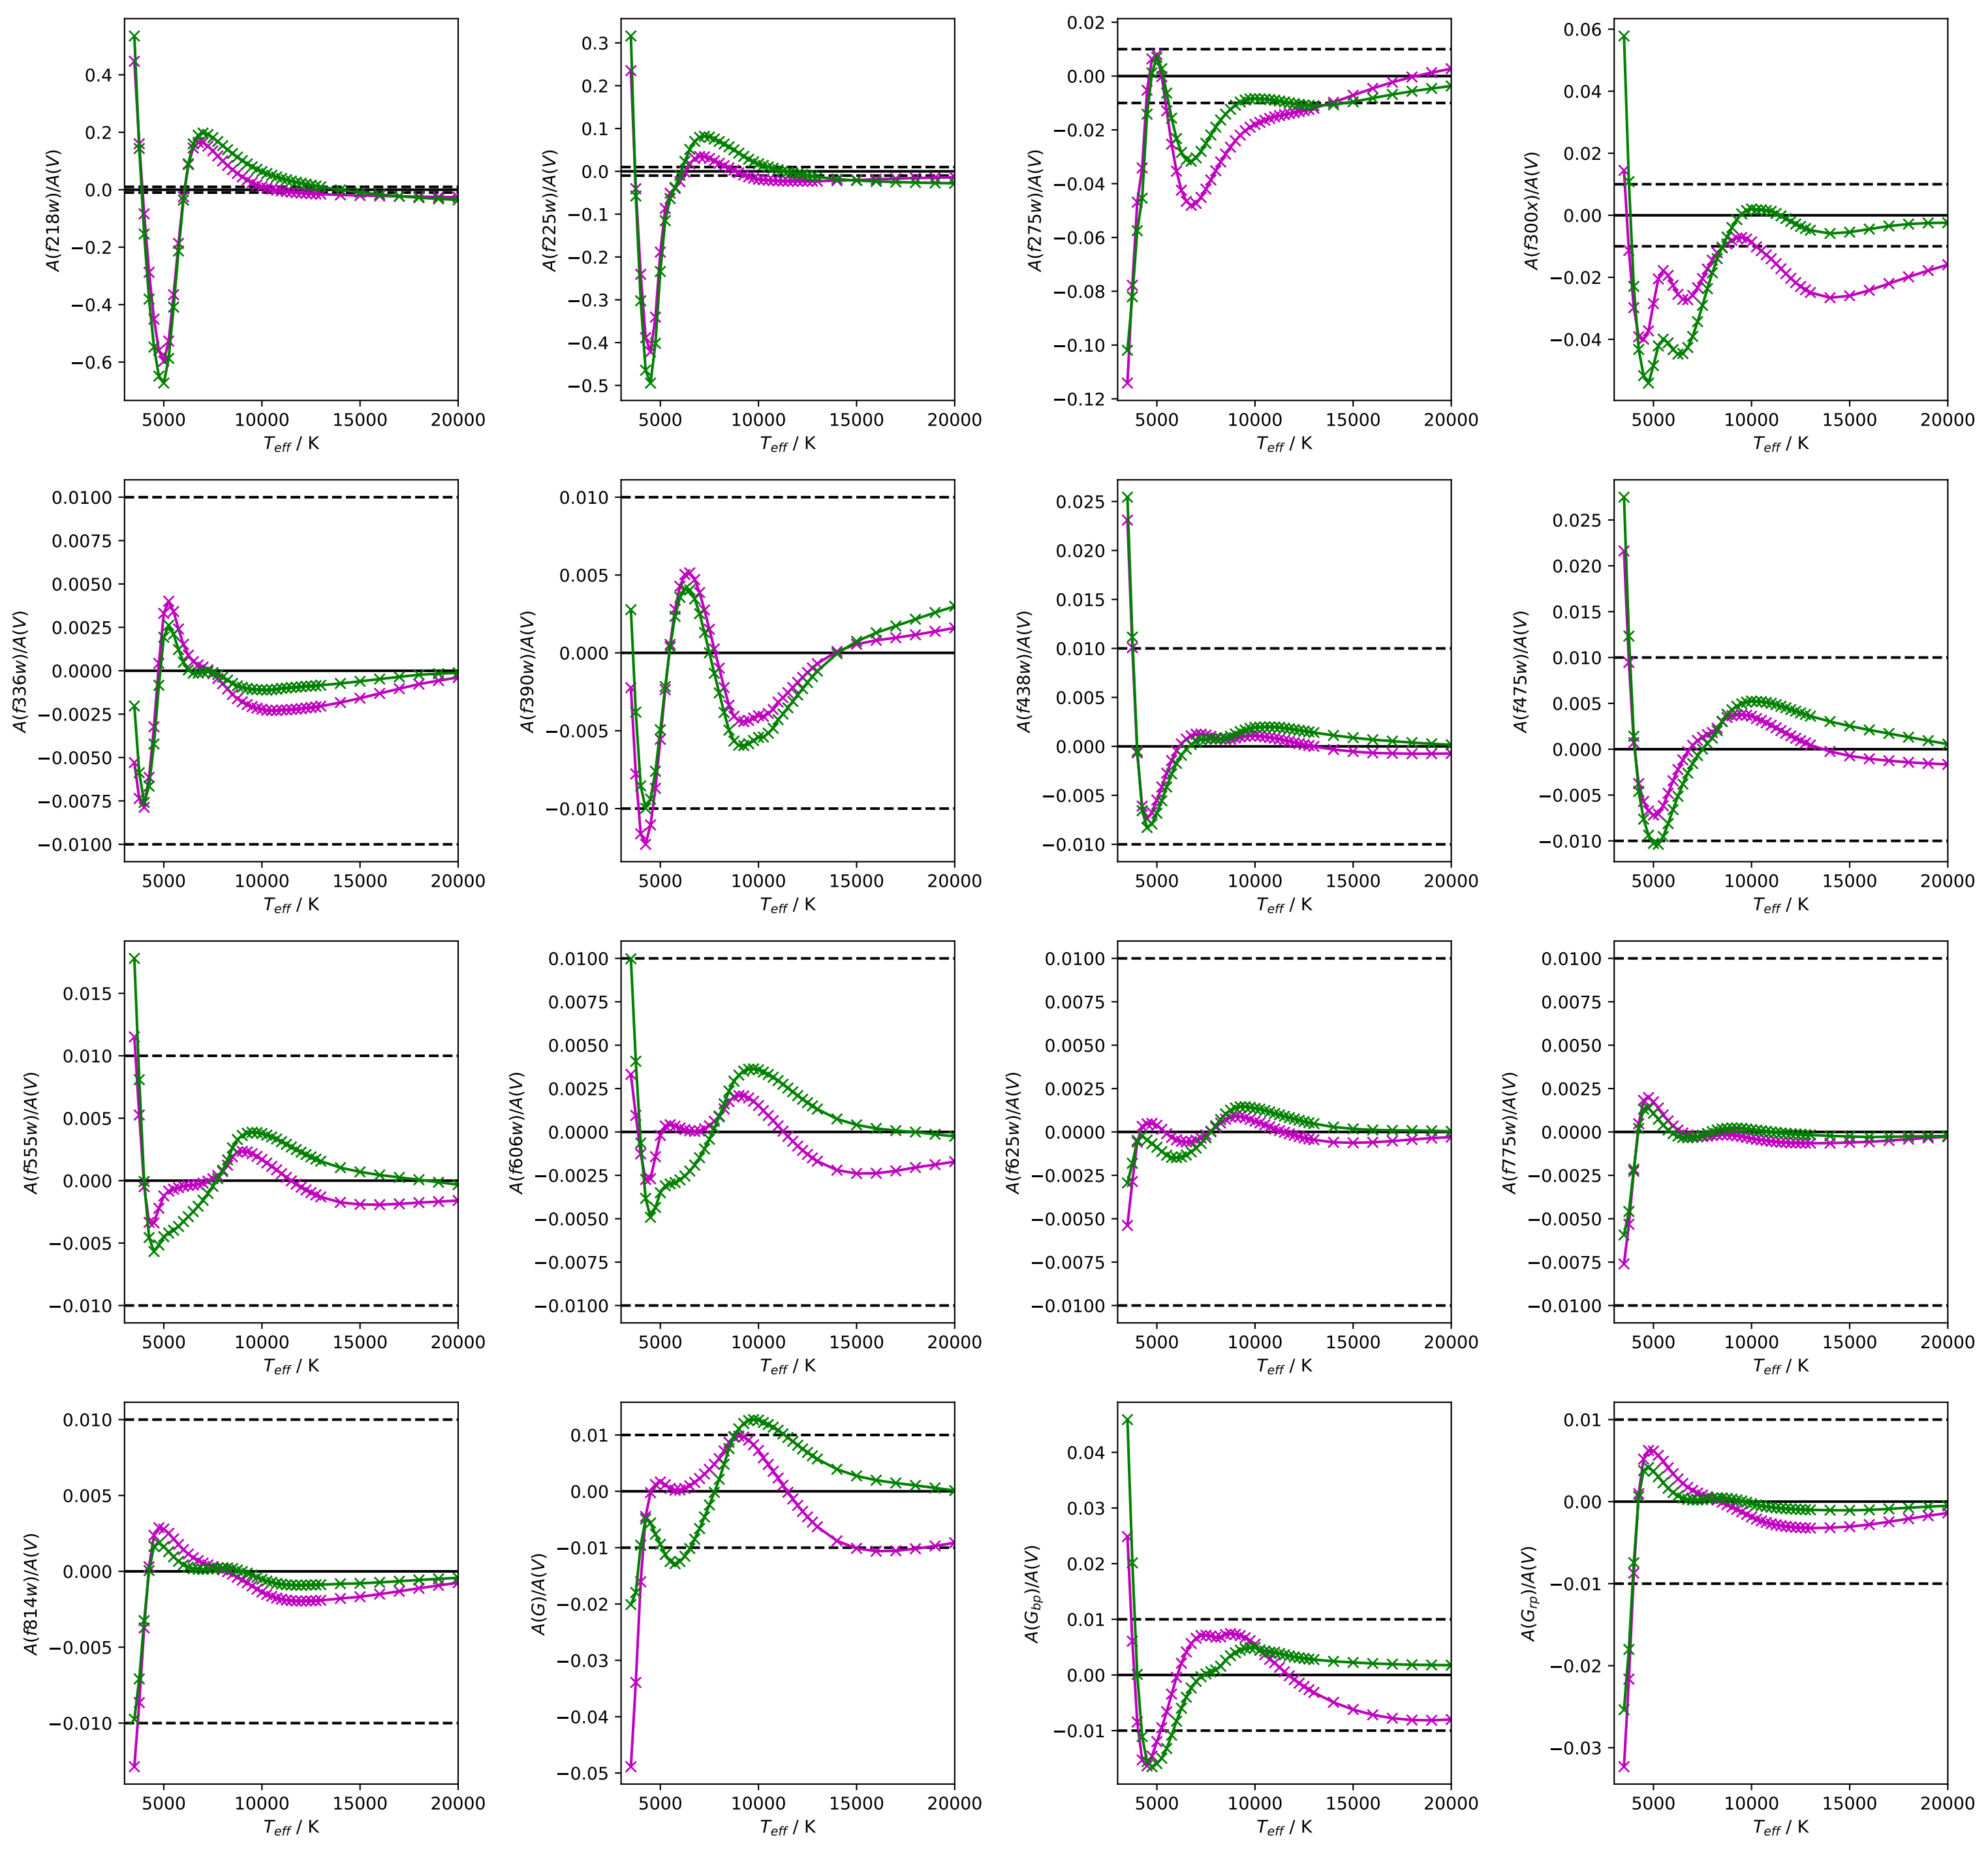 A(f218w)/A(V)
0.4
0.2
0.0
−0.2
−0.4
−0.6
5000 10000 15000 20000
T_eff / K
A(f225w)/A(V)
0.3
0.2
0.1
0.0
−0.1
−0.2
−0.3
−0.4
−0.5
5000 10000 15000 20000
T_eff / K
A(f275w)/A(V)
0.02
0.00
−0.02
−0.04
−0.06
−0.08
−0.10
−0.12
5000 10000 15000 20000
T_eff / K
A(f300x)/A(V)
0.06
0.04
0.02
0.00
−0.02
−0.04
5000 10000 15000 20000
T_eff / K
A(f336w)/A(V)
0.0100
0.0075
0.0050
0.0025
0.0000
−0.0025
−0.0050
−0.0075
−0.0100
5000 10000 15000 20000
T_eff / K
A(f390w)/A(V)
0.010
0.005
0.000
−0.005
−0.010
5000 10000 15000 20000
T_eff / K
A(f438w)/A(V)
0.025
0.020
0.015
0.010
0.005
0.000
−0.005
−0.010
5000 10000 15000 20000
T_eff / K
A(f475w)/A(V)
0.025
0.020
0.015
0.010
0.005
0.000
−0.005
−0.010
5000 10000 15000 20000
T_eff / K
A(f555w)/A(V)
0.015
0.010
0.005
0.000
−0.005
−0.010
5000 10000 15000 20000
T_eff / K
A(f606w)/A(V)
0.0100
0.0075
0.0050
0.0025
0.0000
−0.0025
−0.0050
−0.0075
−0.0100
5000 10000 15000 20000
T_eff / K
A(f625w)/A(V)
0.0100
0.0075
0.0050
0.0025
0.0000
−0.0025
−0.0050
−0.0075
−0.0100
5000 10000 15000 20000
T_eff / K
A(f775w)/A(V)
0.0100
0.0075
0.0050
0.0025
0.0000
−0.0025
−0.0050
−0.0075
−0.0100
5000 10000 15000 20000
T_eff / K
A(f814w)/A(V)
0.010
0.005
0.000
−0.005
−0.010
5000 10000 15000 20000
T_eff / K
A(G)/A(V)
0.01
0.00
−0.01
−0.02
−0.03
−0.04
−0.05
5000 10000 15000 20000
T_eff / K
A(G_bp)/A(V)
0.04
0.03
0.02
0.01
0.00
−0.01
5000 10000 15000 20000
T_eff / K
A(G_rp)/A(V)
0.01
0.00
−0.01
−0.02
−0.03
5000 10000 15000 20000
T_eff / K